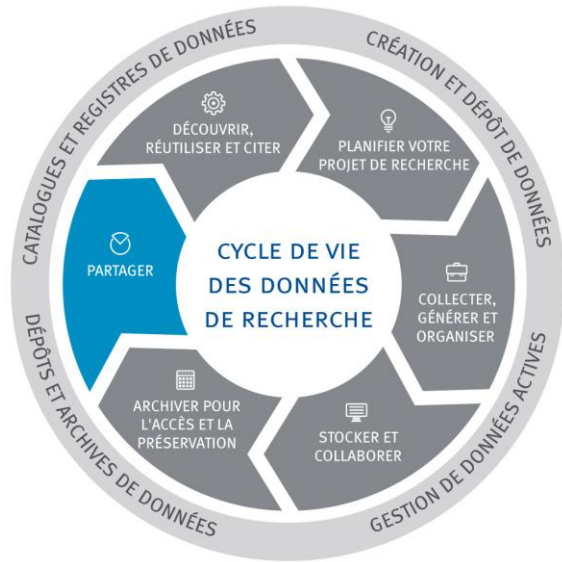 CATALOGUES ET REGISTRES DE DONNÉES
CRÉATION ET DÉPÔT DE DONNÉES
DÉCOUVRIR,
RÉUTILISER ET CITER
PLANIFIER VOTRE
PROJET DE RECHERCHE
PARTAGER
CYCLE DE VIE
DES DONNÉES
DE RECHERCHE
COLLECTER,
GÉNÉRER ET
ORGANISER
ARCHIVER POUR
L'ACCÈS ET LA
PRÉSERVATION
STOCKER ET
COLLABORER
DÉPÔTS ET ARCHIVES DE DONNÉES
GESTION DE DONNÉES ACTIVES